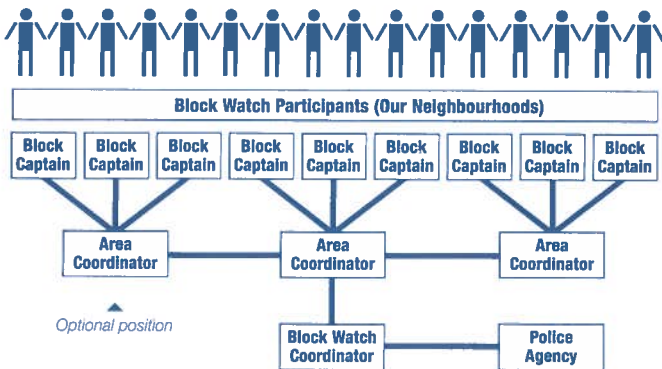 Block Watch Participants (Our Neighbourhoods)
Block Captain
Block Captain
Block Captain
Block Captain
Block Captain
Block Captain
Block Captain
Block Captain
Block Captain
Area Coordinator
Area Coordinator
Area Coordinator
Optional position
Block Watch Coordinator
Police Agency